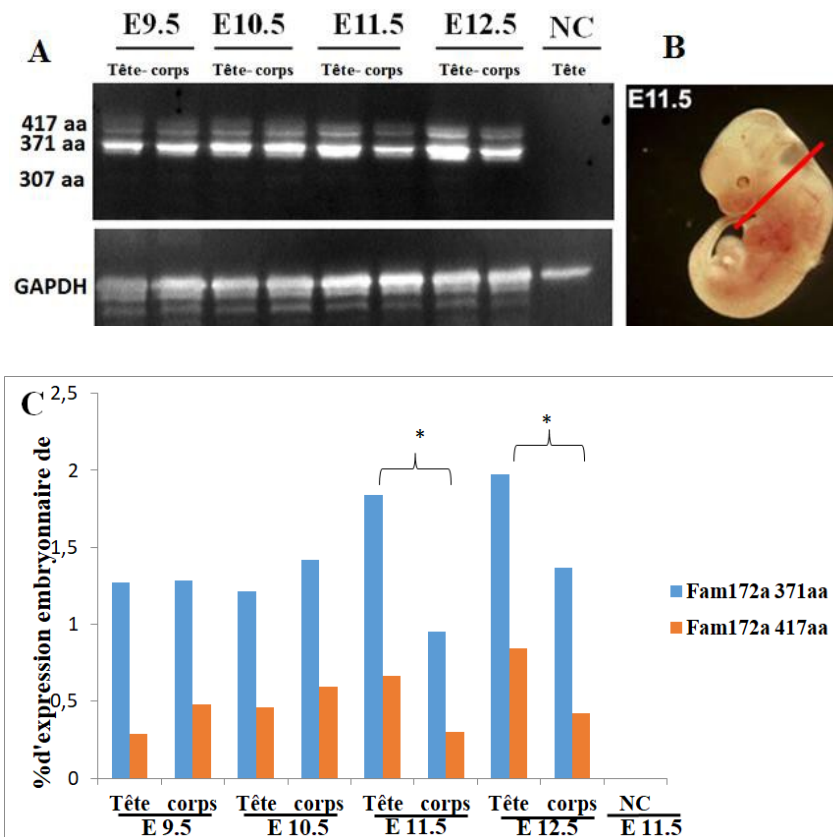 E9.5 E10.5 E11.5 E12.5 NC
A
B
Tête- corps Tête- corps Tête- corps Tête- corps Tête
E11.5
417 aa
371 aa
307 aa
GAPDH
C
%d'expression embryonnaire de
2,5
2
1,5
1
0,5
0
*
*
Fam172a 371aa
Fam172a 417aa
Tête corps Tête corps Tête corps Tête corps NC
E 9.5 E 10.5 E 11.5 E 12.5 E 11.5